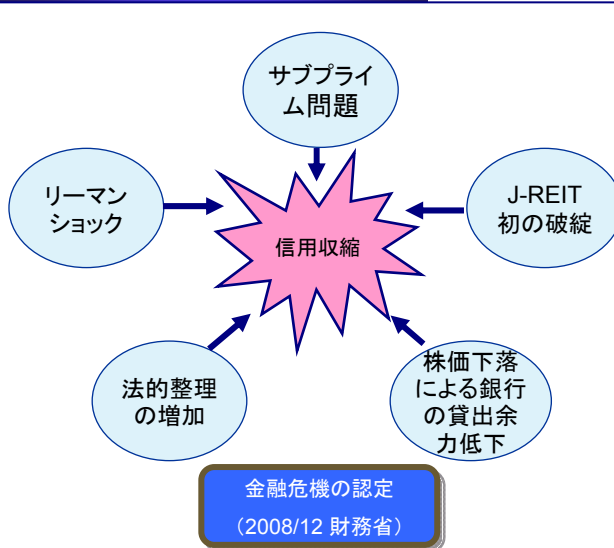 サブプライ
ム問題
リーマン
ショック
J-REIT
初の破綻
信用収縮
法的整理
の増加
株価下落
による銀行
の貸出余
力低下
金融危機の認定
（2008/12 財務省）